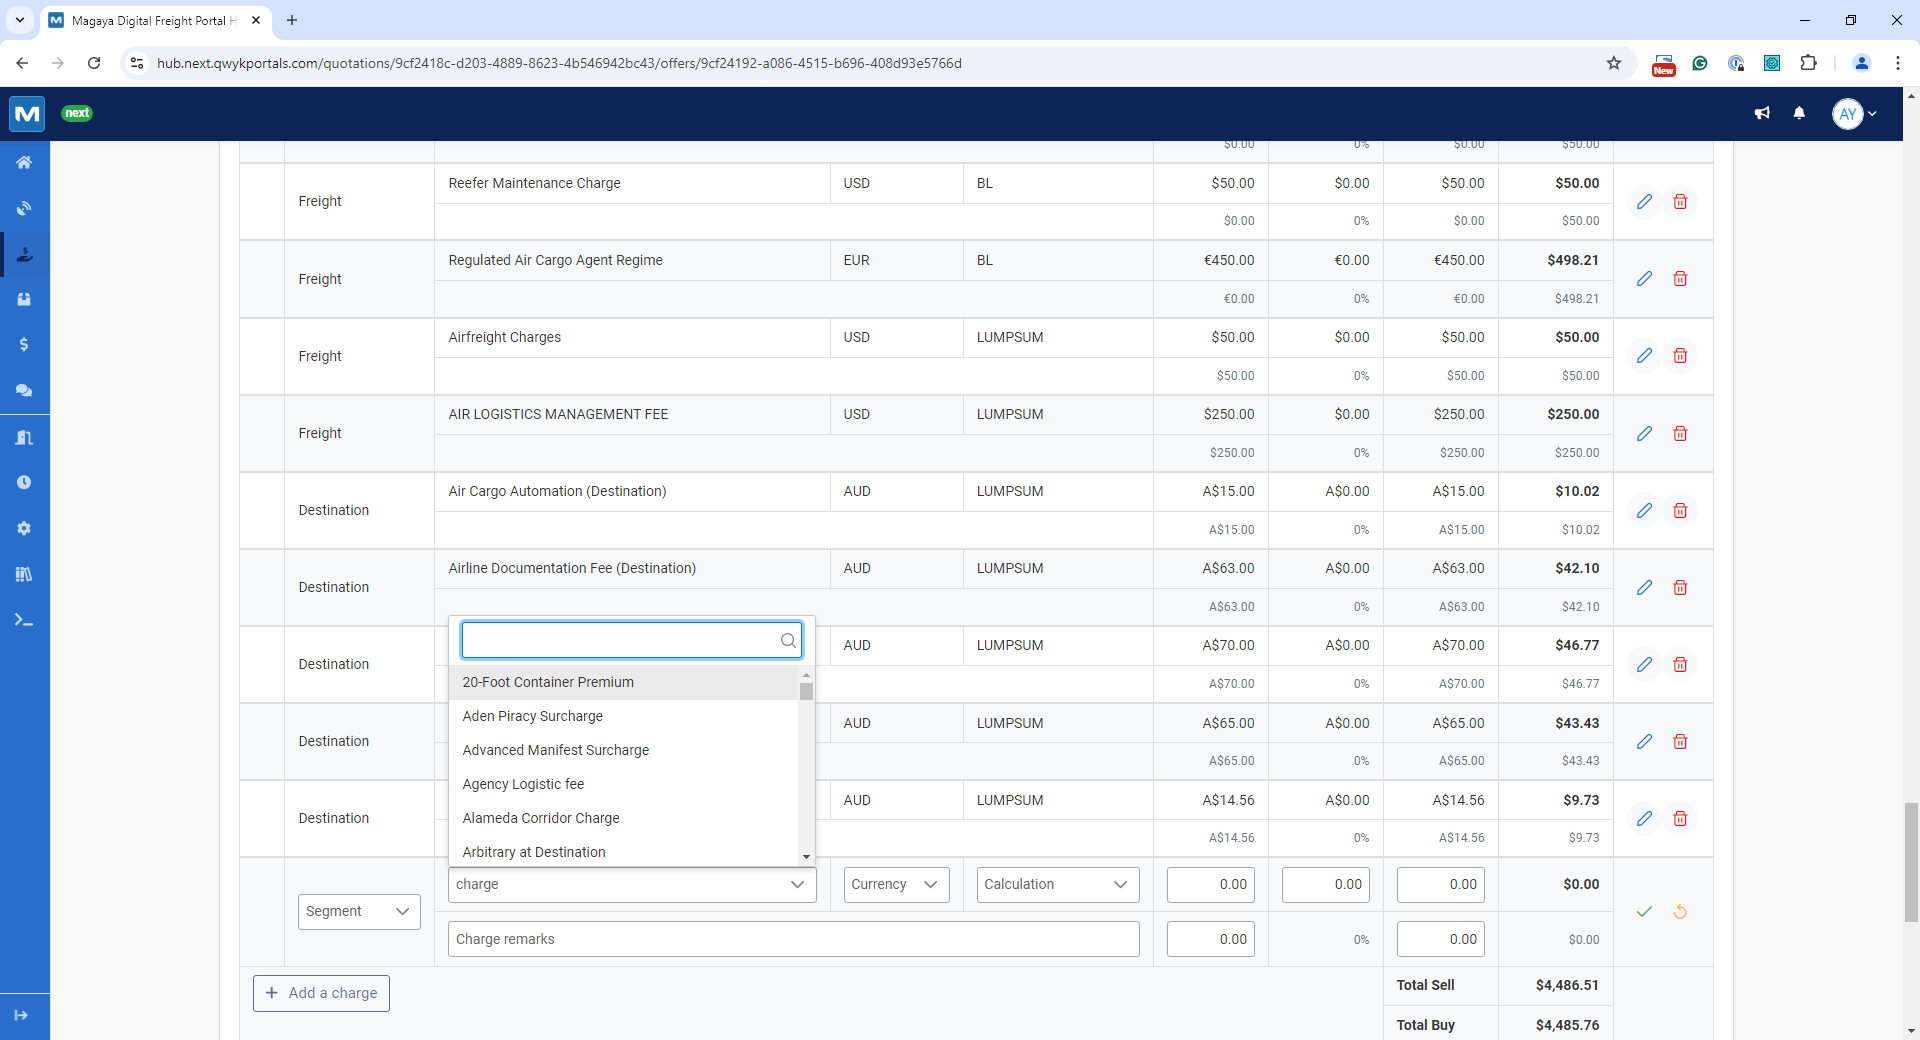 Magaya Digital Freight Portal H
hub.next.qwykportals.com/quotations/9cf2418c-d203-4889-8623-4b546942bc43/offers/9cf24192-a086-4515-b696-408d93e5766d
New
next
AY
$0.00 0% $0.00 $50.00
Freight Reefer Maintenance Charge USD BL $50.00 $0.00 $50.00 $50.00
$0.00 0% $0.00 $50.00
Freight Regulated Air Cargo Agent Regime EUR BL €450.00 €0.00 €450.00 $498.21
€0.00 0% €0.00 $498.21
Freight Airfreight Charges USD LUMPSUM $50.00 $0.00 $50.00 $50.00
$50.00 0% $50.00 $50.00
Freight AIR LOGISTICS MANAGEMENT FEE USD LUMPSUM $250.00 $0.00 $250.00 $250.00
$250.00 0% $250.00 $250.00
Destination Air Cargo Automation (Destination) AUD LUMPSUM A$15.00 A$0.00 A$15.00 $10.02
A$15.00 0% A$15.00 $10.02
Destination Airline Documentation Fee (Destination) AUD LUMPSUM A$63.00 A$0.00 A$63.00 $42.10
A$63.00 0% A$63.00 $42.10
Destination AUD LUMPSUM A$70.00 A$0.00 A$70.00 $46.77
A$70.00 0% A$70.00 $46.77
Destination AUD LUMPSUM A$65.00 A$0.00 A$65.00 $43.43
A$65.00 0% A$65.00 $43.43
Destination AUD LUMPSUM A$14.56 A$0.00 A$14.56 $9.73
A$14.56 0% A$14.56 $9.73
20-Foot Container Premium
Aden Piracy Surcharge
Advanced Manifest Surcharge
Agency Logistic fee
Alameda Corridor Charge
Arbitrary at Destination
Segment charge Currency Calculation 0.00 0.00 0.00 $0.00
Charge remarks 0.00 0% 0.00 $0.00
Add a charge
Total Sell $4,486.51
Total Buy $4,485.76